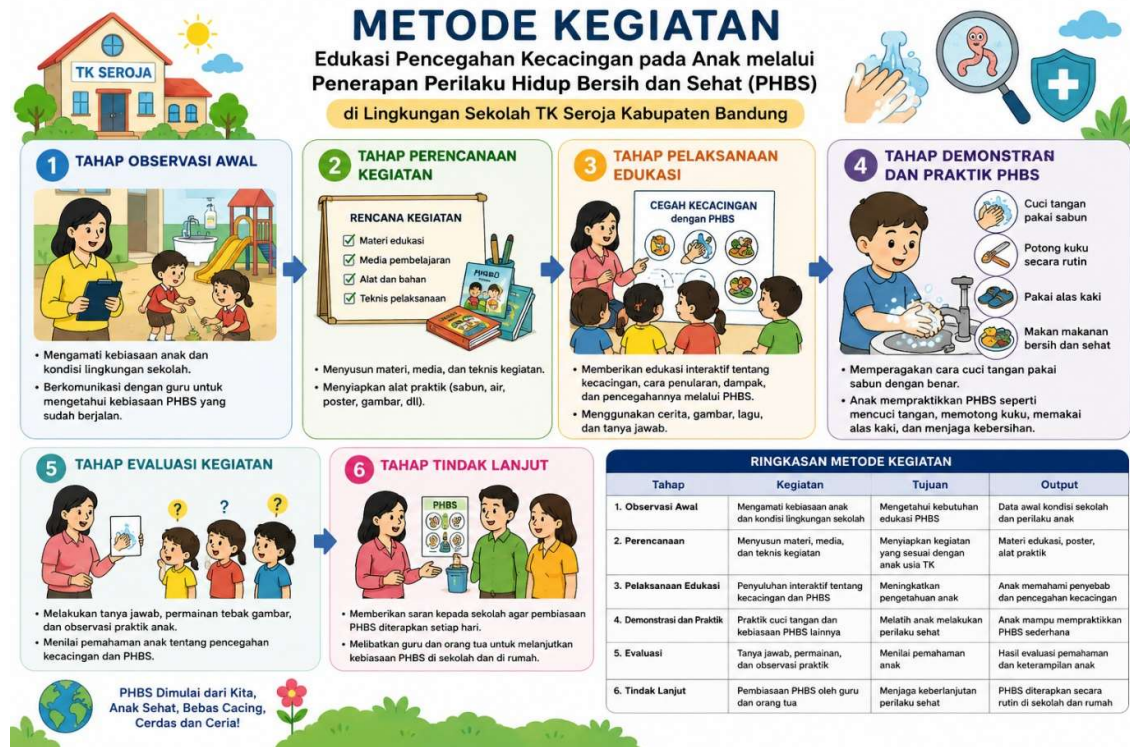 METODE KEGIATAN
Edukasi Pencegahan Kecacingan pada Anak melalui
Penerapan Perilaku Hidup Bersih dan Sehat (PHBS)
di Lingkungan Sekolah TK Seroja Kabupaten Bandung
TK SEROJA
1 TAHAP OBSERVASI AWAL
• Mengamati kebiasaan anak dan
kondisi lingkungan sekolah.
• Berkomunikasi dengan guru untuk
mengetahui kebiasaan PHBS yang
sudah berjalan.
2 TAHAP PERENCANAAN
KEGIATAN
RENCANA KEGIATAN
Materi edukasi
Media pembelajaran
Alat dan bahan
Teknis pelaksanaan
• Menyusun materi, media, dan teknis kegiatan.
• Menyiapkan alat praktik (sabun, air,
poster, gambar, dll).
3 TAHAP PELAKSANAAN
EDUKASI
CEGAH KECACINGAN
dengan PHBS
• Memberikan edukasi interaktif tentang
kecacingan, cara penularan, dampak,
dan pencegahannya melalui PHBS.
• Menggunakan cerita, gambar, lagu,
dan tanya jawab.
4 TAHAP DEMONSTRAN
DAN PRAKTIK PHBS
Cuci tangan
pakai sabun
Potong kuku
secara rutin
Pakai alas kaki
Makan makanan
bersih dan sehat
• Memperagakan cara cuci tangan pakai
sabun dengan benar.
• Anak mempraktikkan PHBS seperti
mencuci tangan, memotong kuku, memakai
alas kaki, dan menjaga kebersihan.
5 TAHAP EVALUASI KEGIATAN
? ? ?
• Melakukan tanya jawab, permainan tebak gambar,
dan observasi praktik anak.
• Menilai pemahaman anak tentang pencegahan
kecacingan dan PHBS.
6 TAHAP TINDAK LANJUT
PHBS
• Memberikan saran kepada sekolah agar pembiasaan
PHBS diterapkan setiap hari.
• Melibatkan guru dan orang tua untuk melanjutkan
kebiasaan PHBS di sekolah dan di rumah.
RINGKASAN METODE KEGIATAN
Tahap Kegiatan Tujuan Output
1. Observasi Awal Mengamati kebiasaan anak Mengetahui kebutuhan Data awal kondisi sekolah
dan kondisi lingkungan sekolah edukasi PHBS dan perilaku anak
2. Perencanaan Menyusun materi, media, Menyiapkan kegiatan Materi edukasi, poster,
dan teknis kegiatan yang sesuai dengan alat praktik
anak usia TK
3. Pelaksanaan Edukasi Penyuluhan interaktif tentang Meningkatkan Anak memahami penyebab
kecacingan dan PHBS pengetahuan anak dan pencegahan kecacingan
4. Demonstrasi dan Praktik Praktik cuci tangan dan Melatih anak melakukan Anak mampu mempraktikkan
kebiasaan PHBS lainnya perilaku sehat PHBS sederhana
5. Evaluasi Tanya jawab, permainan, Menilai pemahaman Hasil evaluasi pemahaman
dan observasi praktik anak dan keterampilan anak
6. Tindak Lanjut Pembiasaan PHBS oleh guru Menjaga keberlanjutan PHBS diterapkan secara
dan orang tua perilaku sehat rutin di sekolah dan rumah
PHBS Dimulai dari Kita,
Anak Sehat, Bebas Cacing,
Cerdas dan Ceria!